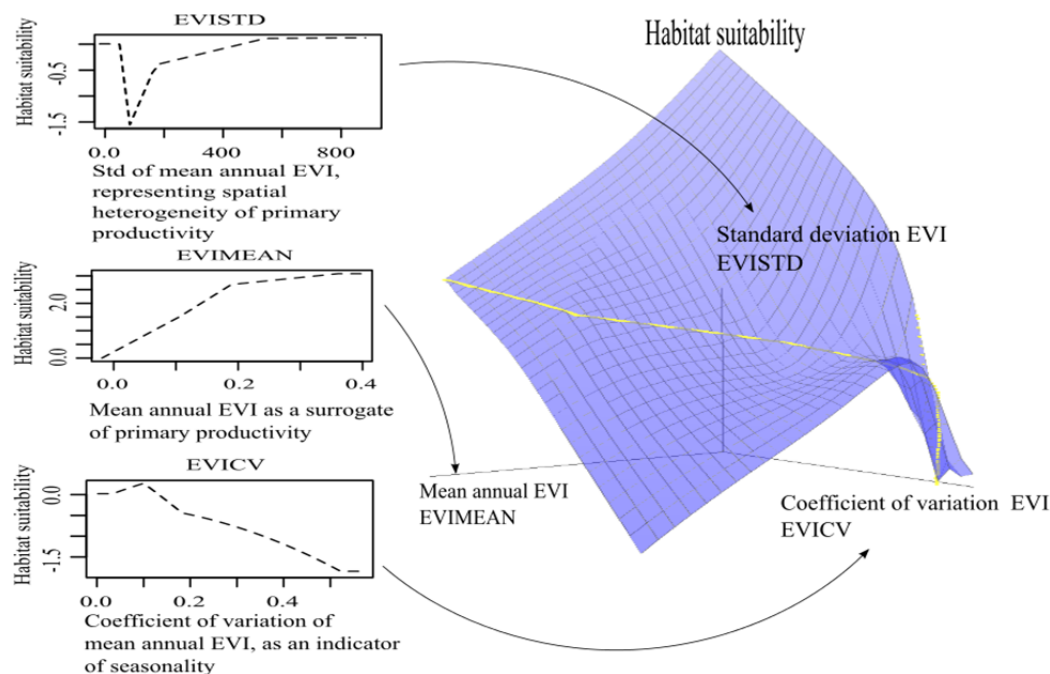 EVISTD
Habitat suitability
-0.5
-1.5
0.0 400 800
Std of mean annual EVI,
representing spatial
heterogeneity of primary
productivity
EVIMEAN
Habitat suitability
2.0
0.0
0.0 0.2 0.4
Mean annual EVI as a surrogate
of primary productivity
EVICV
Habitat suitability
0.0
-1.5
0.0 0.2 0.4
Coefficient of variation of
mean annual EVI, as an indicator
of seasonality
Habitat suitability
Standard deviation EVI
EVISTD
Mean annual EVI
EVIMEAN
Coefficient of variation EVI
EVICV